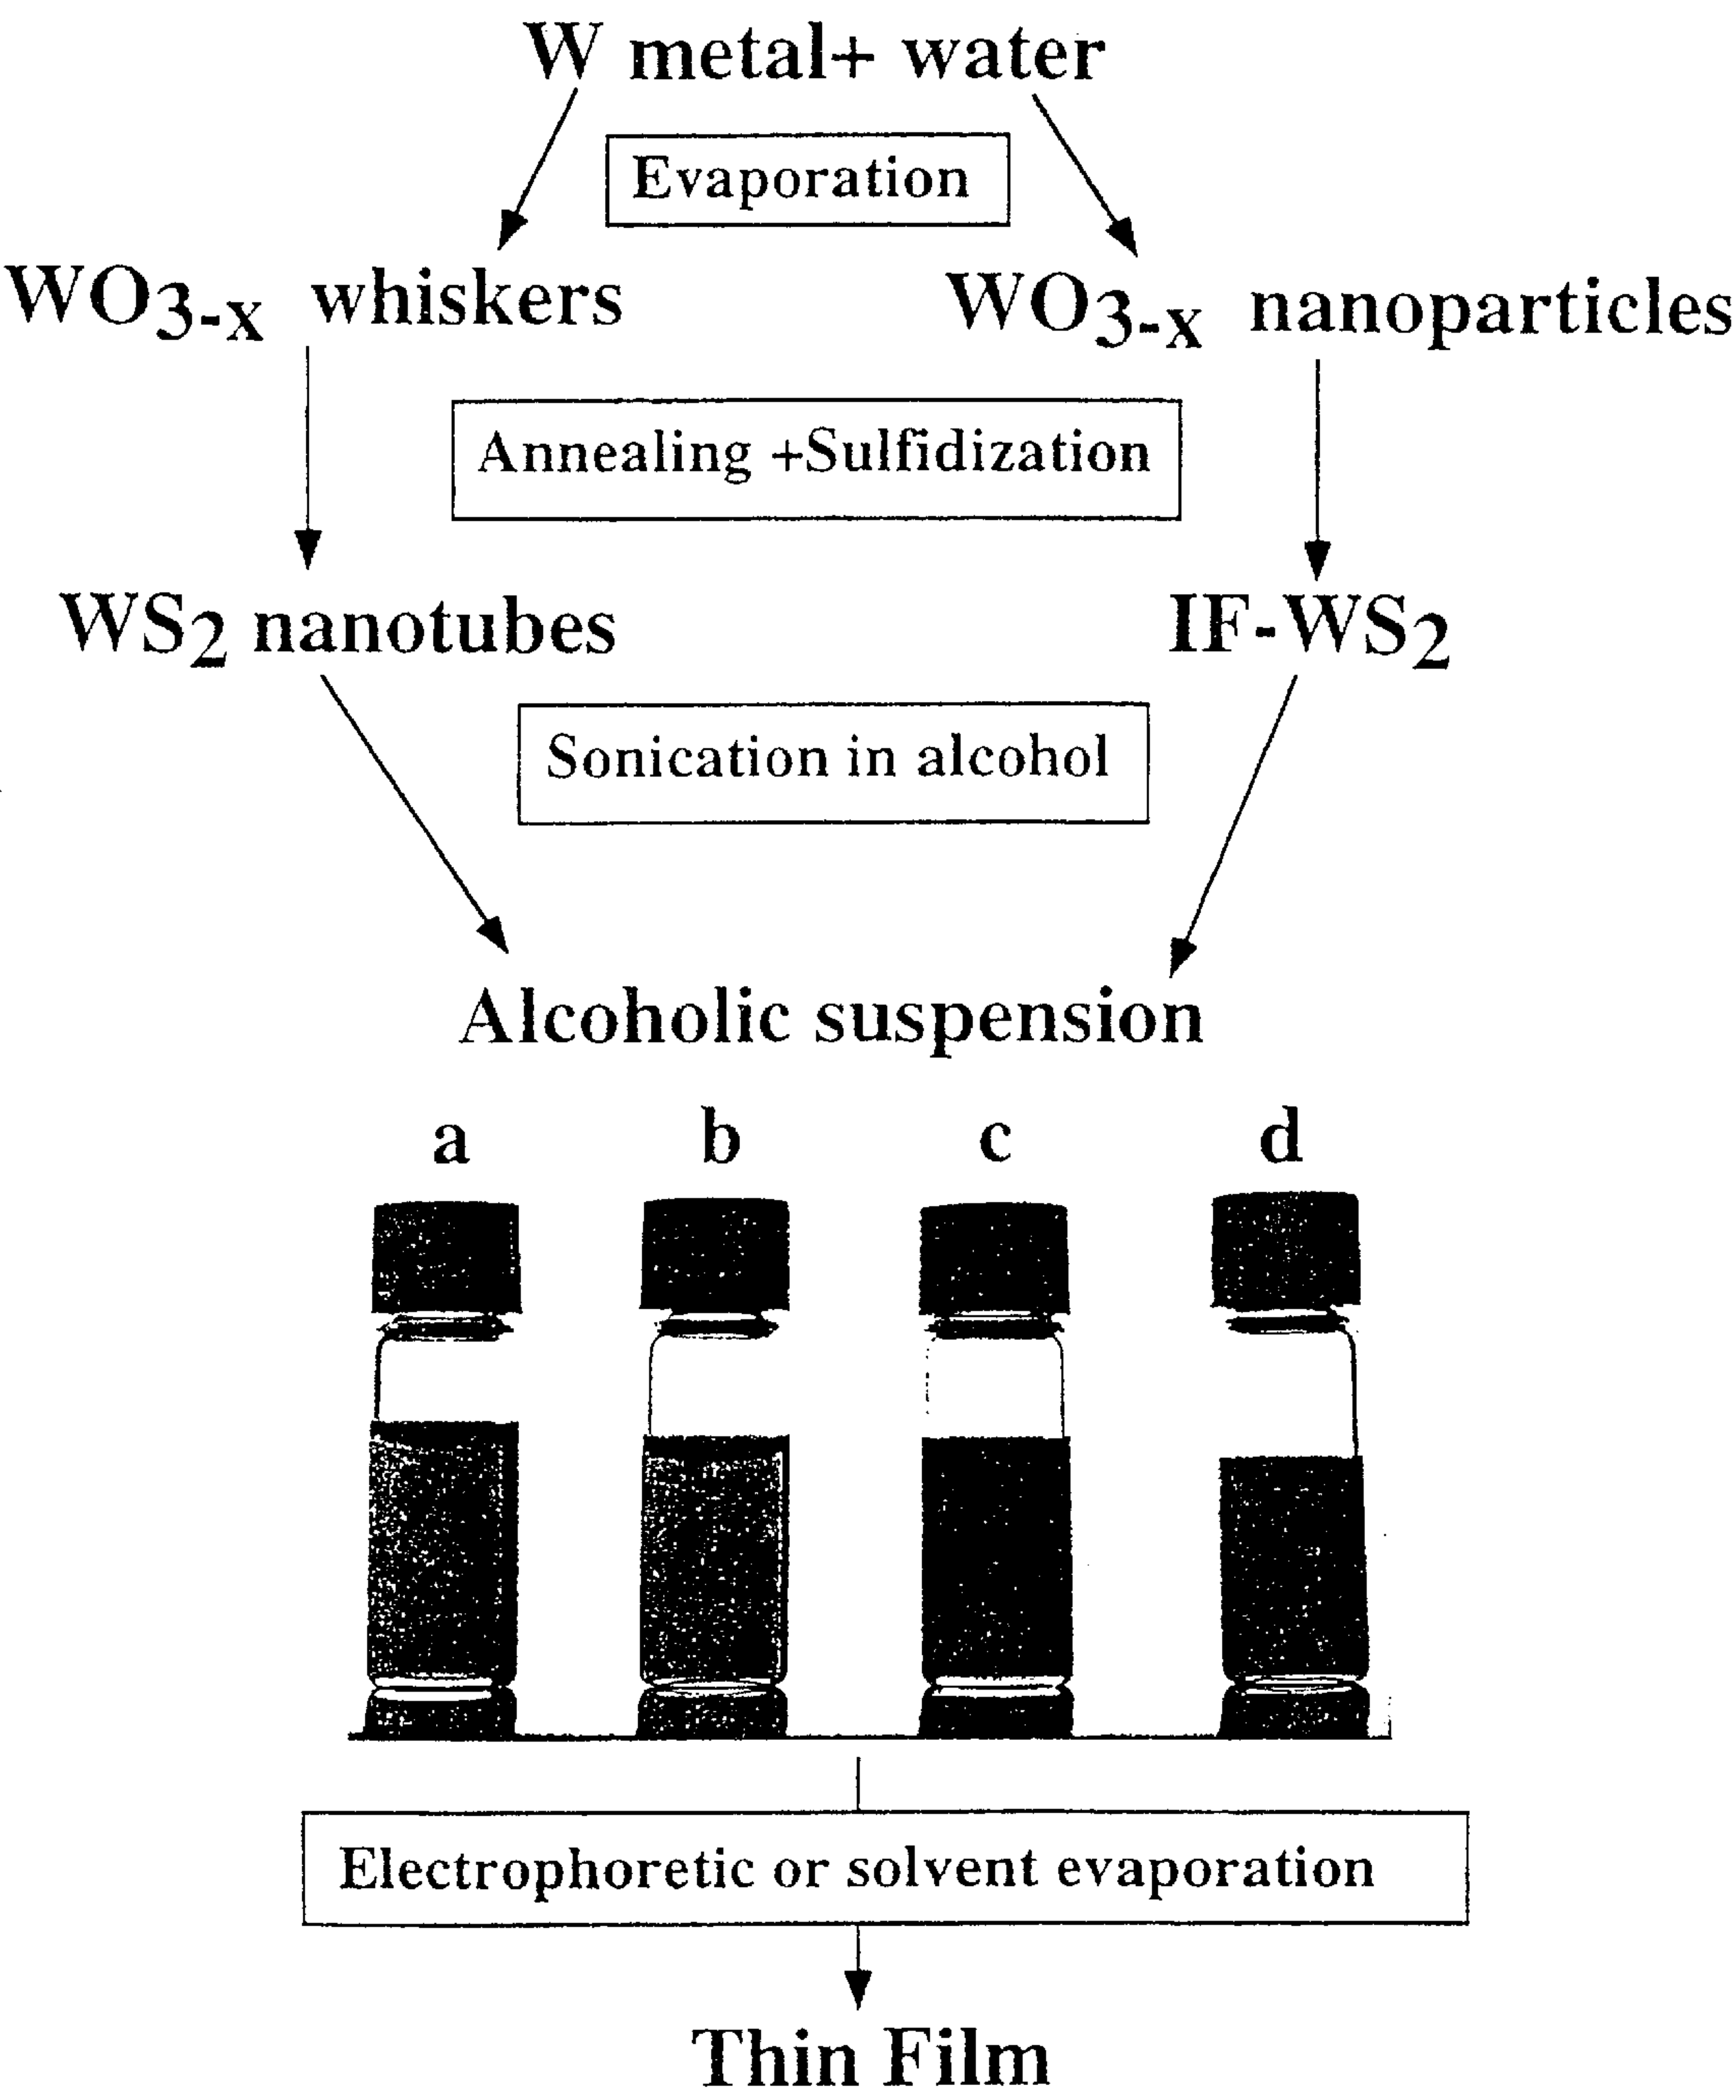 W metal+ water
Evaporation
WO3-x whiskers
WO3-x nanoparticles
Annealing +Sulfidization
WS2 nanotubes
IF-WS2
Sonication in alcohol
Alcoholic suspension
a b c d
Electrophoretic or solvent evaporation
Thin Film